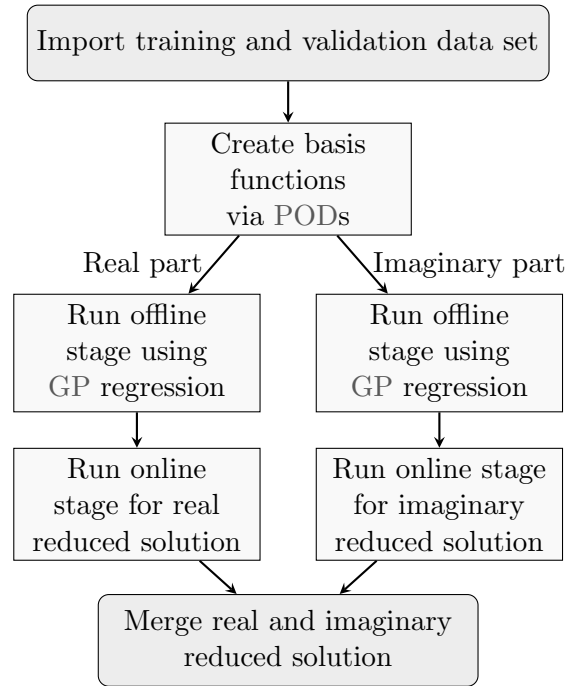 Import training and validation data set
Create basis
functions
via PODs
Real part
Imaginary part
Run offline
stage using
GP regression
Run offline
stage using
GP regression
Run online
stage for real
reduced solution
Run online stage
for imaginary
reduced solution
Merge real and imaginary
reduced solution